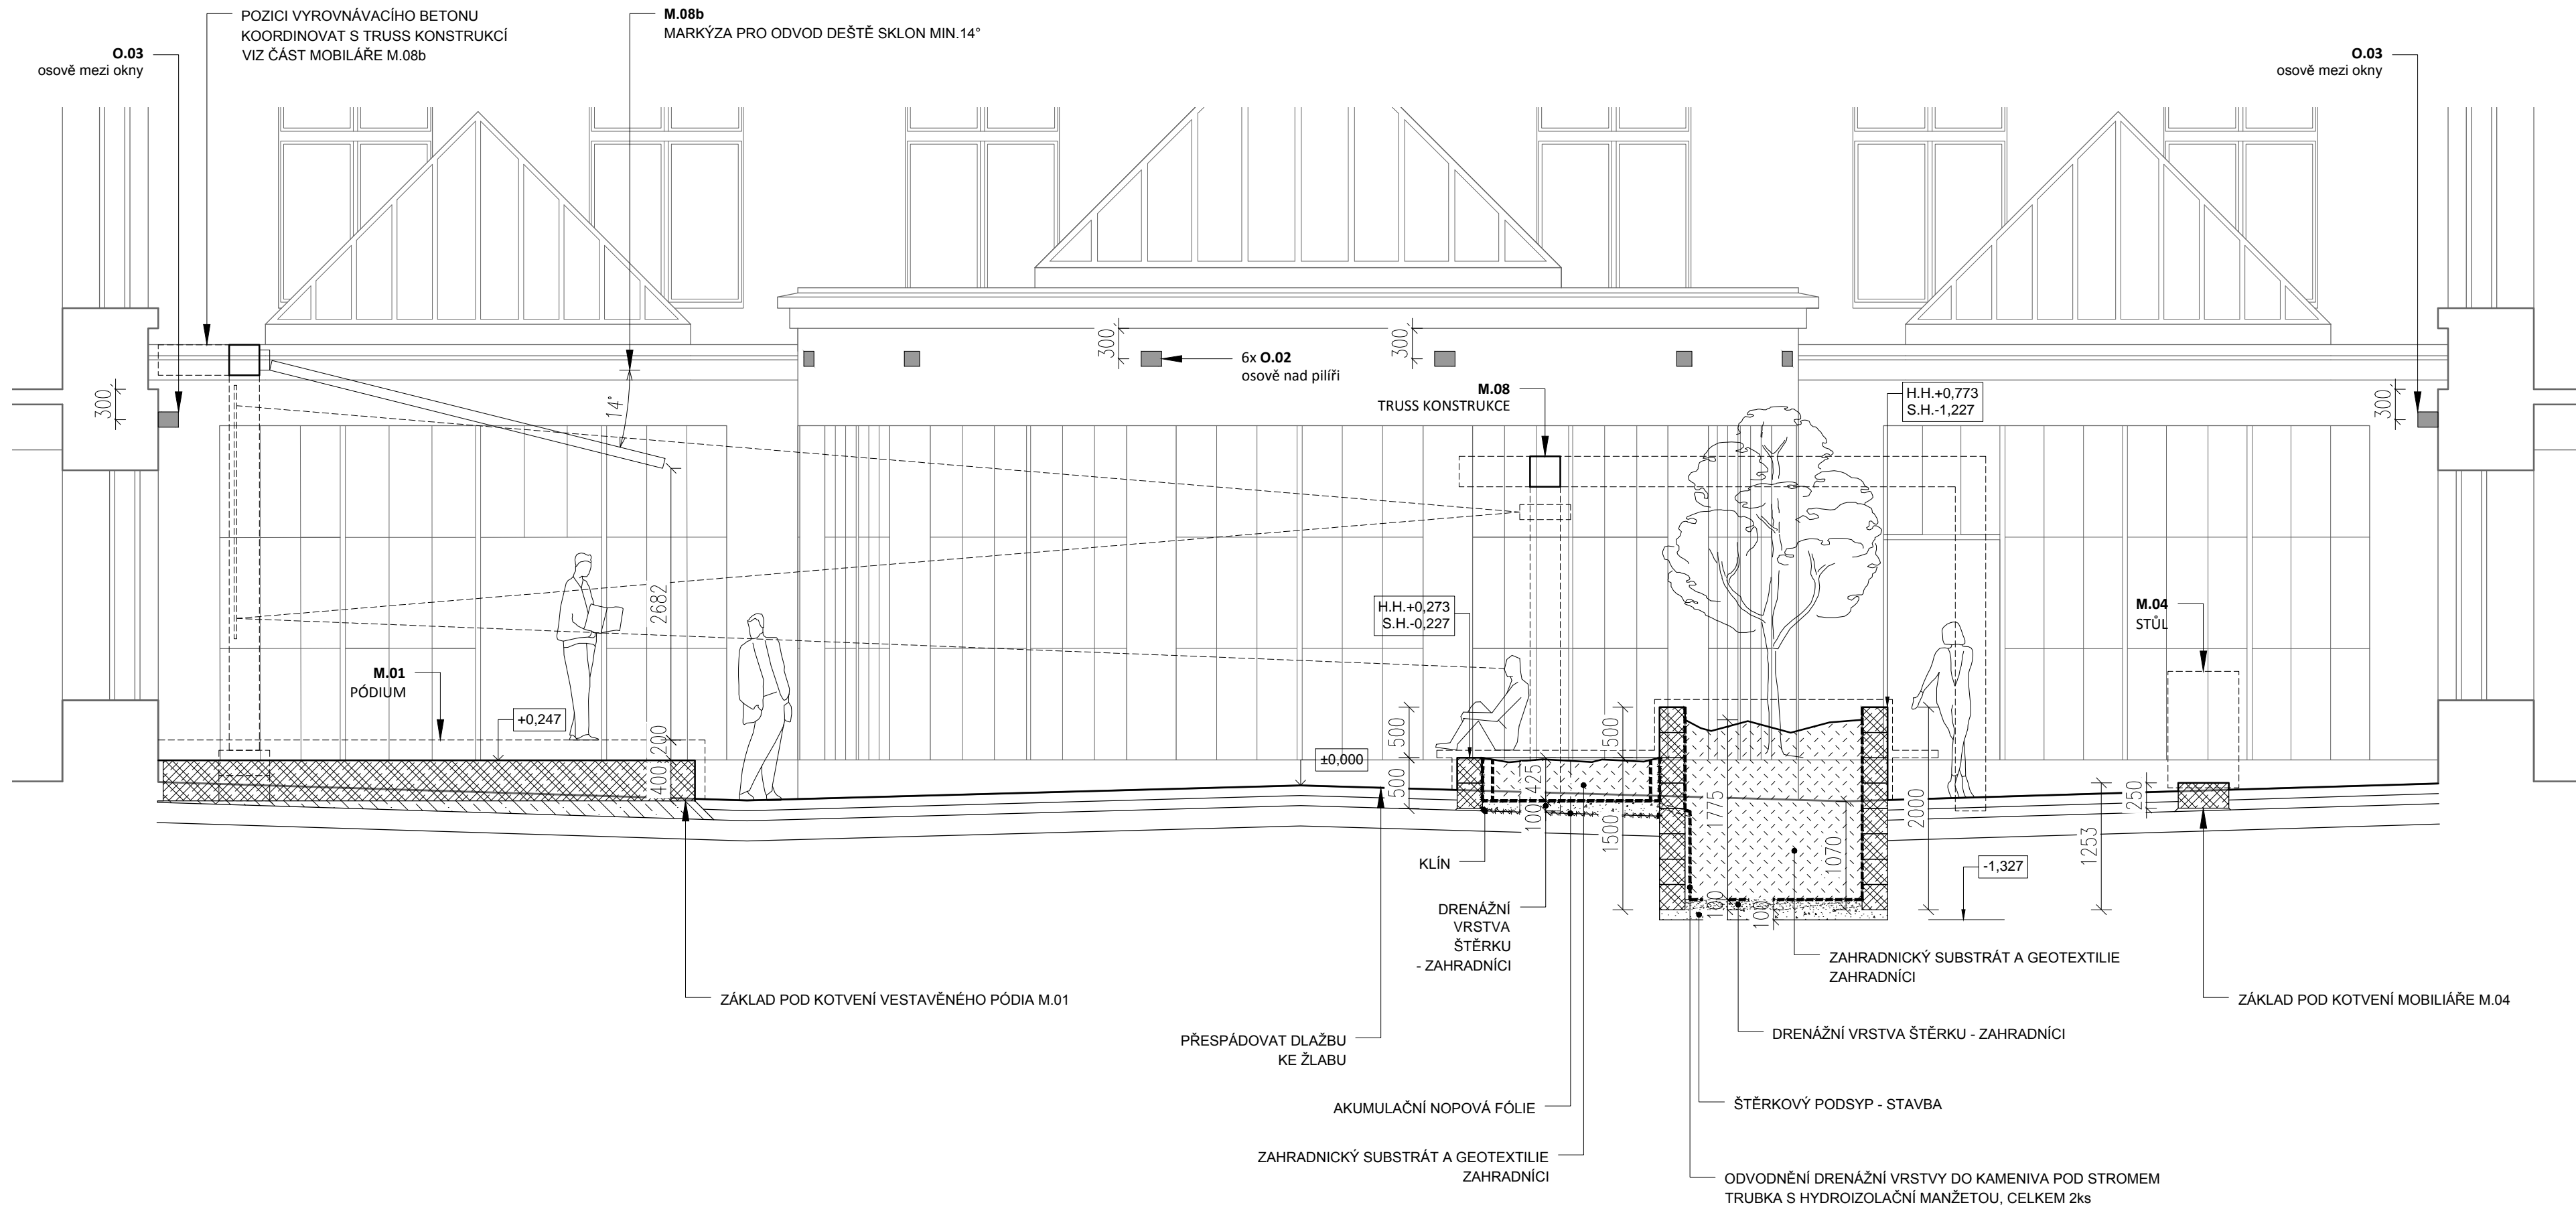 POZICI VYROVNÁVACÍHO BETONU
KOORDINOVAT S TRUSS KONSTRUKCÍ
VIZ ČÁST MOBILÁŘE M.08b
M.08b
MARKÝZA PRO ODVOD DEŠTĚ SKLON MIN.14°
O.03
osově mezi okny
O.03
osově mezi okny
300
300
6x O.02
osově nad pilíři
300
300
14°
M.08
TRUSS KONSTRUKCE
H.H.+0,773
S.H.-1,227
2682
H.H.+0,273
S.H.-0,227
M.04
STŮL
M.01
PÓDIUM
+0,247
200
400
±0,000
500
500
425
100
500
1500
1775
100
100
1070
2000
250
1253
-1,327
KLÍN
DRENÁŽNÍ
VRSTVA
ŠTĚRKU
- ZAHRADNÍCI
ZAHRADNICKÝ SUBSTRÁT A GEOTEXTILIE
ZAHRADNÍCI
ZÁKLAD POD KOTVENÍ VESTAVĚNÉHO PÓDIA M.01
ZÁKLAD POD KOTVENÍ MOBILIÁŘE M.04
PŘESPÁDOVAT DLAŽBU
KE ŽLABU
DRENÁŽNÍ VRSTVA ŠTĚRKU - ZAHRADNÍCI
AKUMULAČNÍ NOPOVÁ FÓLIE
ŠTĚRKOVÝ PODSYP - STAVBA
ZAHRADNICKÝ SUBSTRÁT A GEOTEXTILIE
ZAHRADNÍCI
ODVODNĚNÍ DRENÁŽNÍ VRSTVY DO KAMENIVA POD STROMEM
TRUBKA S HYDROIZOLAČNÍ MANŽETOU, CELKEM 2ks